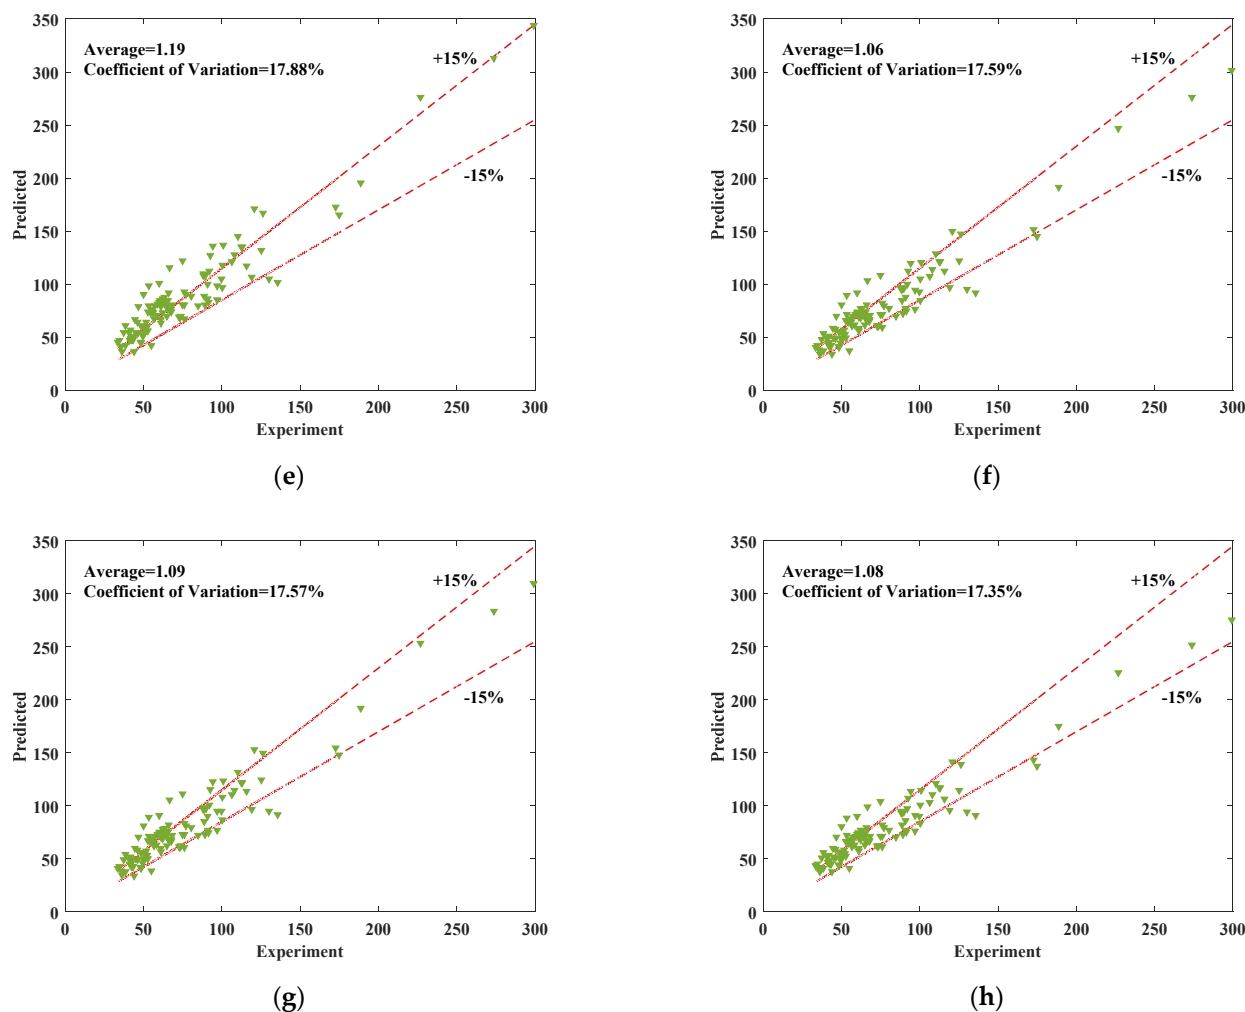 350
300
250
200
150
100
50
0
Average=1.19
Coefficient of Variation=17.88%
+15%
-15%
Predicted
0 50 100 150 200 250 300
Experiment
(e)
350
300
250
200
150
100
50
0
Average=1.06
Coefficient of Variation=17.59%
+15%
-15%
Predicted
0 50 100 150 200 250 300
Experiment
(f)
350
300
250
200
150
100
50
0
Average=1.09
Coefficient of Variation=17.57%
+15%
-15%
Predicted
0 50 100 150 200 250 300
Experiment
(g)
350
300
250
200
150
100
50
0
Average=1.08
Coefficient of Variation=17.35%
+15%
-15%
Predicted
0 50 100 150 200 250 300
Experiment
(h)